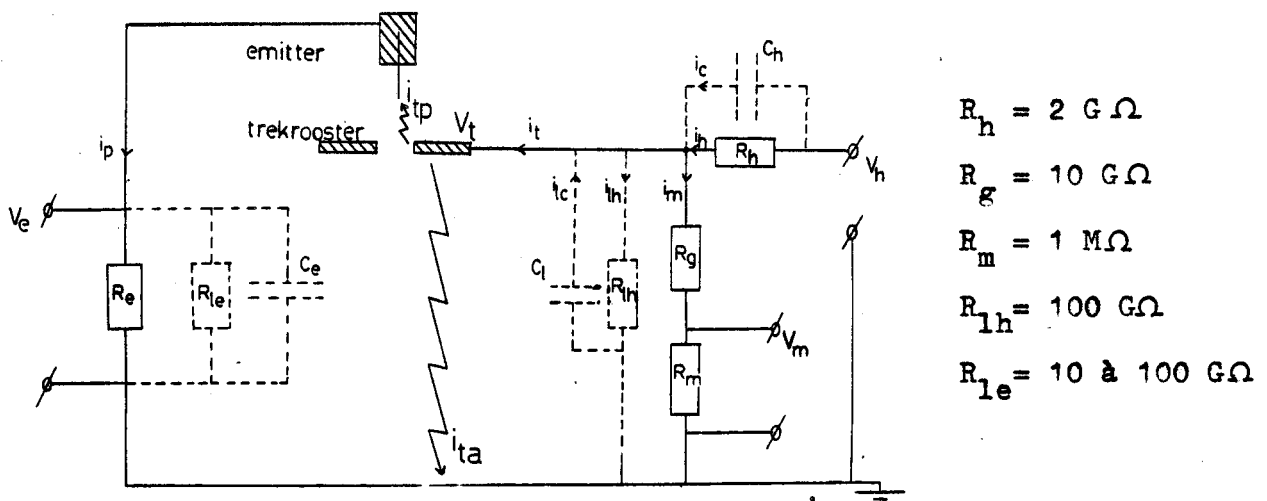 emitter
C_h
i_c
i_tp
trekrooster
V_t
i_t
i_h
R_h
V_h
i_p
i_lc
i_lh
i_m
V_e
R_e
R_le
C_e
C_l
R_lh
R_g
V_m
R_m
i_ta
R_h = 2 GΩ
R_g = 10 GΩ
R_m = 1 MΩ
R_lh = 100 GΩ
R_le = 10 à 100 GΩ